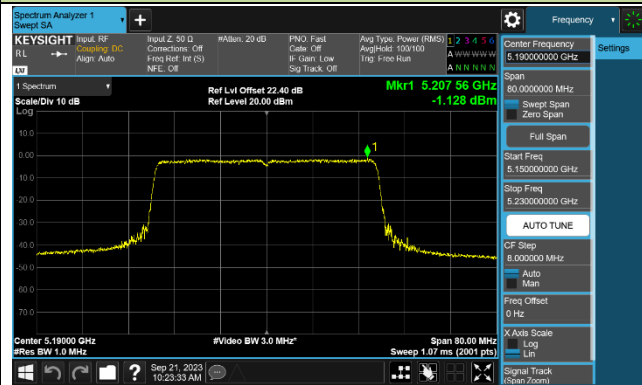 Spectrum Analyzer 1
Swept SA
Frequency
KEYSIGHT
RL
Input: RF
Coupling: DC
Align: Auto
Input Z: 50 Ω
Corrections: Off
Freq Ref: Int (S)
NFE: Off
#Atten: 20 dB
PNO: Fast
Gate: Off
IF Gain: Low
Sig Track: Off
Avg Type: Power (RMS)
Avg|Hold: 100/100
Trig: Free Run
1 2 3 4 5 6
A W W W W W
A N N N N N
1 Spectrum
Scale/Div 10 dB
Ref Lvl Offset 22.40 dB
Ref Level 20.00 dBm
Mkr1 5.207 56 GHz
-1.128 dBm
Log
10.0
0.00
-10.0
-20.0
-30.0
-40.0
-50.0
-60.0
-70.0
1
Center 5.19000 GHz
#Res BW 1.0 MHz
#Video BW 3.0 MHz*
Span 80.00 MHz
Sweep 1.07 ms (2001 pts)
Sep 21, 2023
10:23:33 AM
Center Frequency
5.190000000 GHz
Settings
Span
80.0000000 MHz
Swept Span
Zero Span
Full Span
Start Freq
5.150000000 GHz
Stop Freq
5.230000000 GHz
AUTO TUNE
CF Step
8.000000 MHz
Auto
Man
Freq Offset
0 Hz
X Axis Scale
Log
Lin
Signal Track
(Span Zoom)